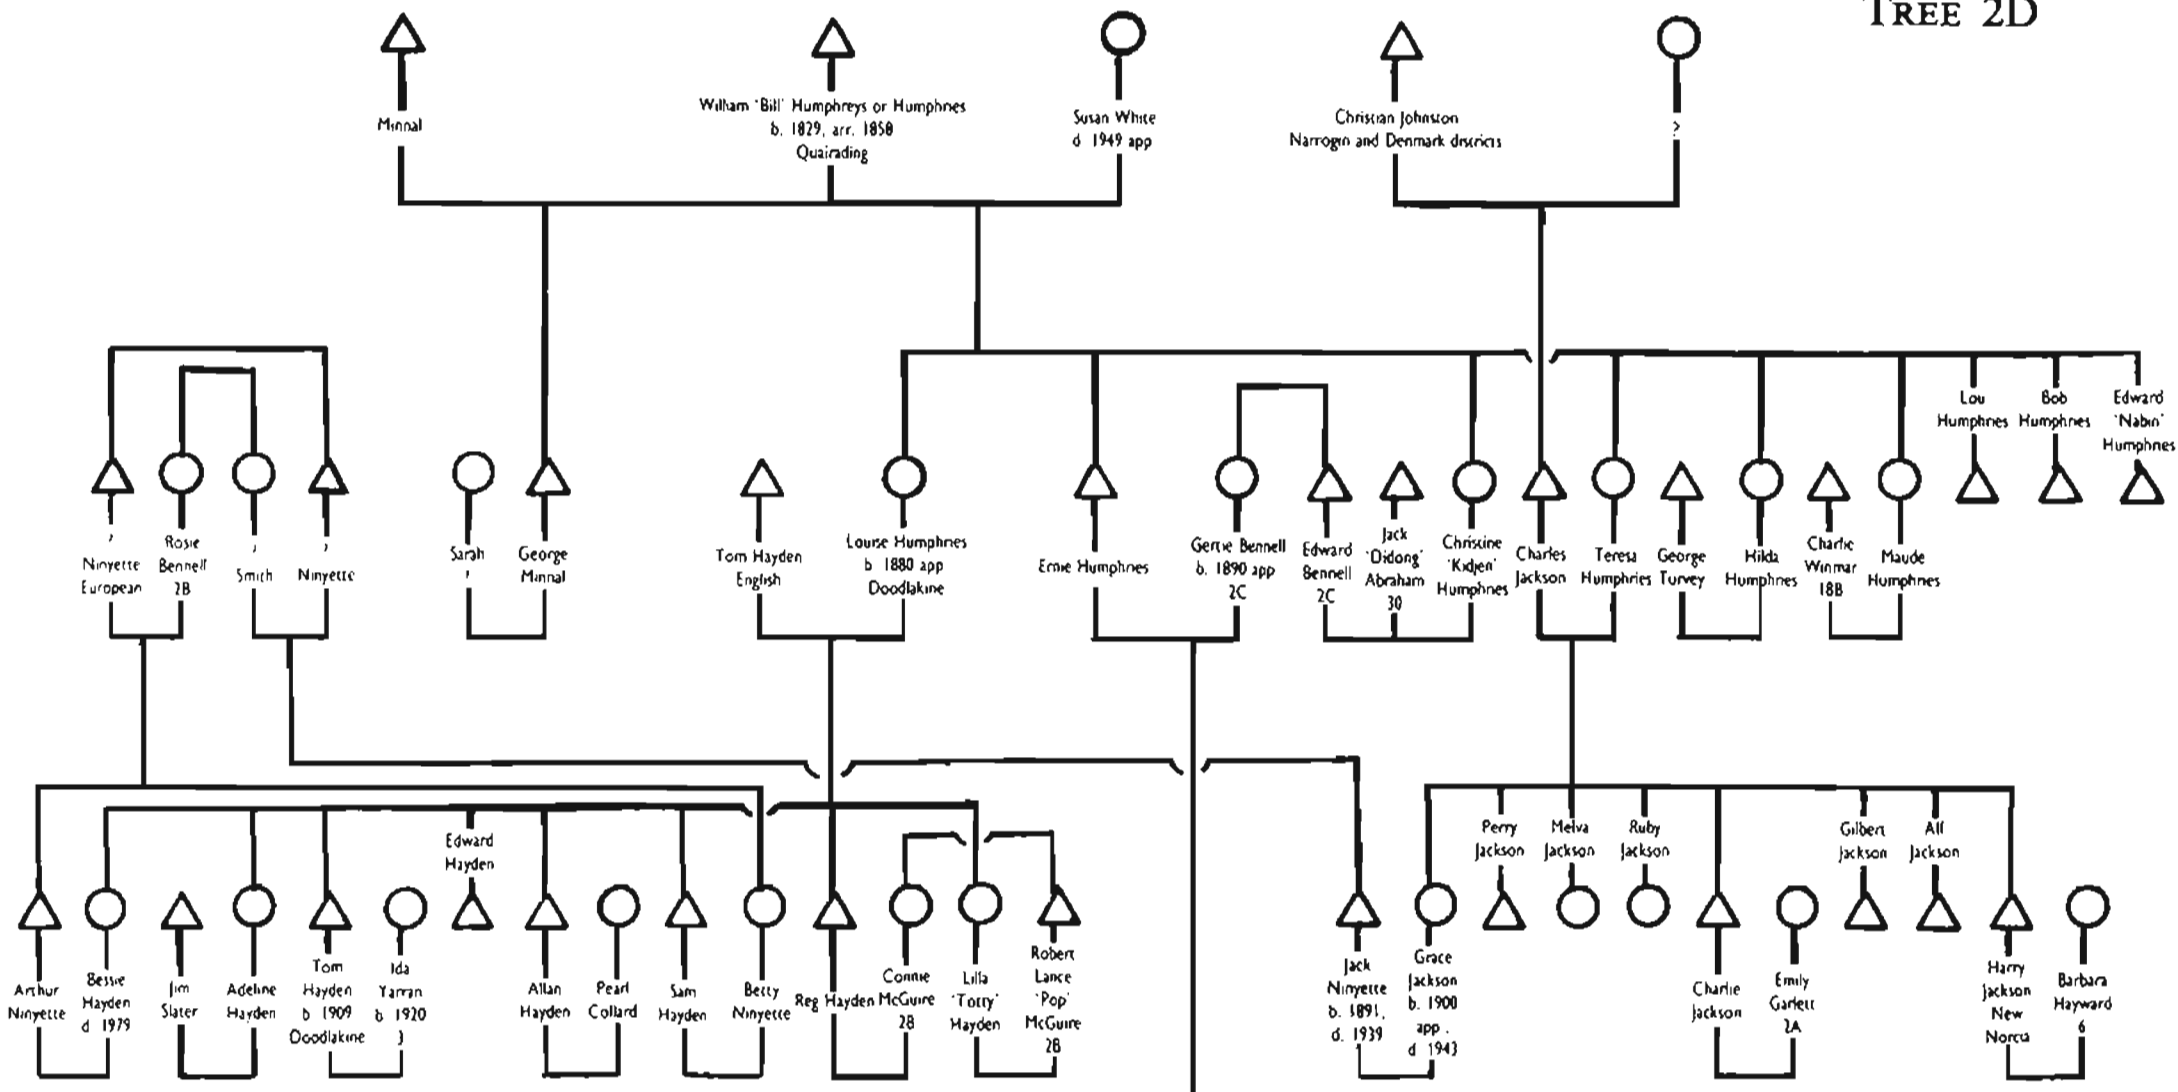 TREE 2D
Minnal
William 'Bill' Humphreys or Humphries
b. 1829, arr. 1858
Quairading
Susan White
d 1949 app
Christian Johnston
Narrogin and Denmark districts
?
Lou
Humphries
Bob
Humphries
Edward
'Nabin'
Humphries
?
Ninyette
European
Rosie
Bennell
2B
?
Smith
?
Ninyette
Sarah
?
George
Minnal
Tom Hayden
English
Louise Humphries
b 1880 app
Doodlakine
Ernie Humphries
Gertie Bennell
b. 1890 app
2C
Edward
Bennell
2C
Jack
'Didong'
Abraham
30
Christine
'Kidjen'
Humphries
Charles
Jackson
Teresa
Humphries
George
Turvey
Hilda
Humphries
Charlie
Winmar
18B
Maude
Humphries
Edward
Hayden
Perry
Jackson
Melva
Jackson
Ruby
Jackson
Gilbert
Jackson
Alf
Jackson
Arthur
Ninyette
Bessie
Hayden
d 1979
Jim
Slater
Adeline
Hayden
Tom
Hayden
b 1909
Doodlakine
Ida
Yarran
b 1920
3
Allan
Hayden
Pearl
Collard
Sam
Hayden
Betty
Ninyette
Reg Hayden
Connie
McGuire
2B
Lilla
'Totty'
Hayden
Robert
Lance
'Pop'
McGuire
2B
Jack
Ninyette
b. 1891,
d. 1939
Grace
Jackson
b. 1900
app.
d 1943
Charlie
Jackson
Emily
Garlett
2A
Harry
Jackson
New
Norcia
Barbara
Hayward
6